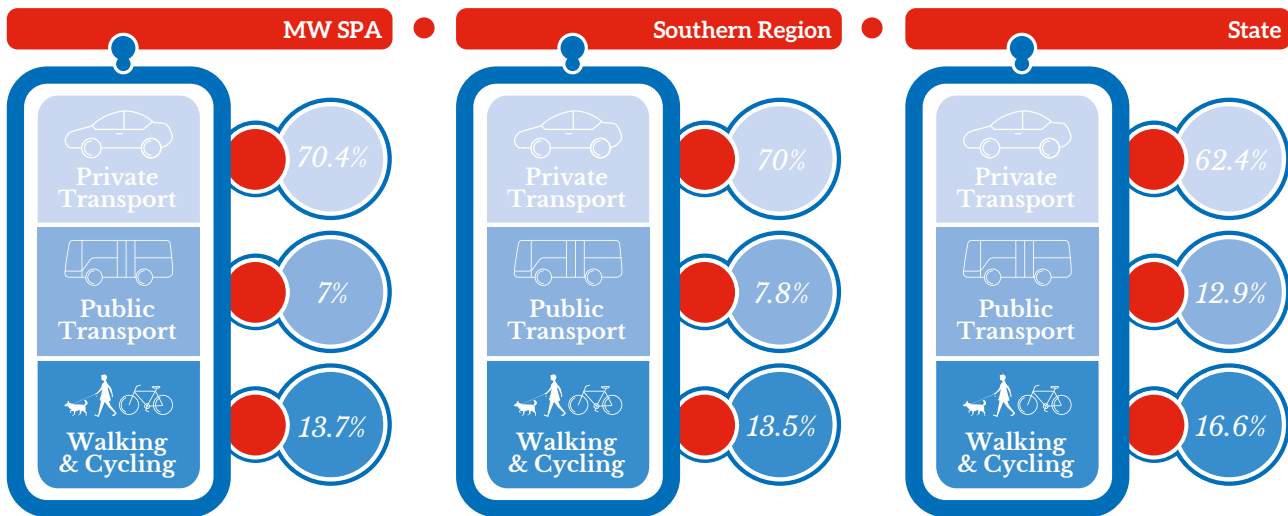 MW SPA
Private
Transport
70.4%
Public
Transport
7%
Walking
& Cycling
13.7%
Southern Region
Private
Transport
70%
Public
Transport
7.8%
Walking
& Cycling
13.5%
State
Private
Transport
62.4%
Public
Transport
12.9%
Walking
& Cycling
16.6%